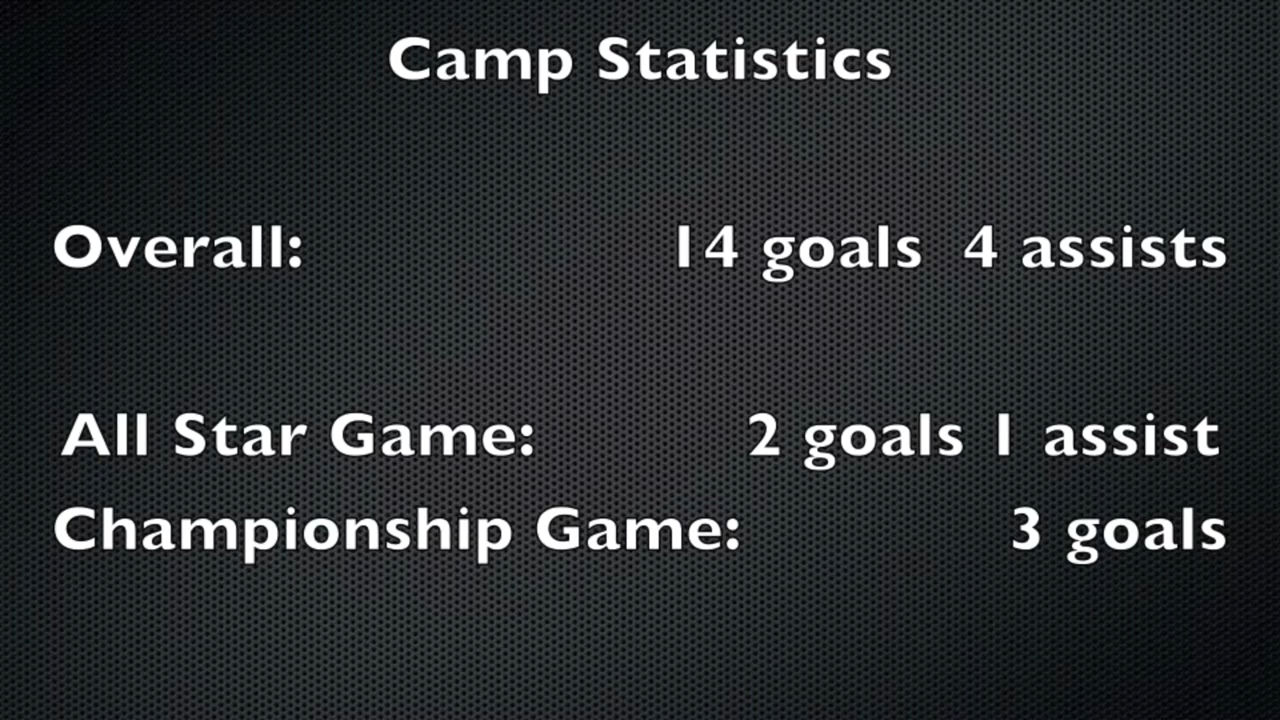 Camp Statistics
Overall: 14 goals 4 assists
All Star Game: 2 goals 1 assist
Championship Game: 3 goals